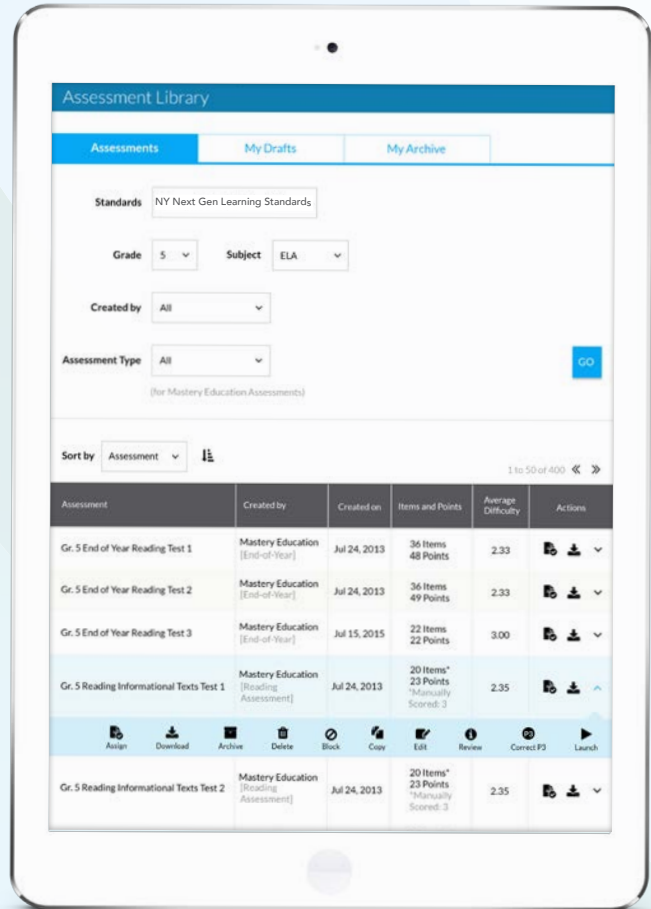 Assessment Library
Assessments My Drafts My Archive
Standards NY Next Gen Learning Standards
Grade 5 Subject ELA
Created by All
Assessment Type All GO
(for Mastery Education Assessments)
Sort by Assessment 1 to 50 of 400
Assessment Created by Created on Items and Points Average Difficulty Actions
Gr. 5 End of Year Reading Test 1 Mastery Education Jul 24, 2013 36 Items 2.33
[End-of-Year] 48 Points
Gr. 5 End of Year Reading Test 2 Mastery Education Jul 24, 2013 36 Items 2.33
[End-of-Year] 49 Points
Gr. 5 End of Year Reading Test 3 Mastery Education Jul 15, 2015 22 Items 3.00
[End-of-Year] 22 Points
Gr. 5 Reading Informational Texts Test 1 Mastery Education Jul 24, 2013 20 Items* 2.35
[Reading 23 Points
Assessment] *Manually
Scored: 3
P3
Assign Download Archive Delete Block Copy Edit Review Correct P3 Launch
Gr. 5 Reading Informational Texts Test 2 Mastery Education Jul 24, 2013 20 Items* 2.35
[Reading 23 Points
Assessment] *Manually
Scored: 3